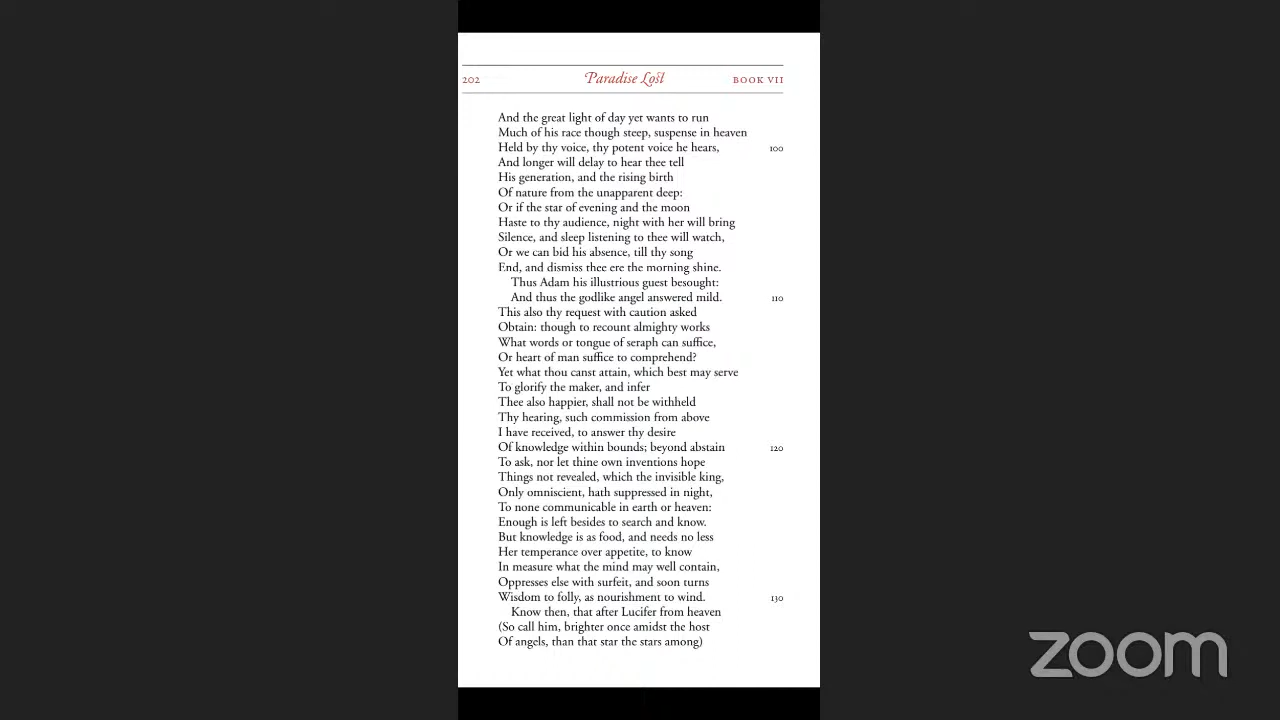 202 Paradise Lost BOOK VII
And the great light of day yet wants to run
Much of his race though steep, suspense in heaven
Held by thy voice, thy potent voice he hears, 100
And longer will delay to hear thee tell
His generation, and the rising birth
Of nature from the unapparent deep:
Or if the star of evening and the moon
Haste to thy audience, night with her will bring
Silence, and sleep listening to thee will watch,
Or we can bid his absence, till thy song
End, and dismiss thee ere the morning shine.
Thus Adam his illustrious guest besought:
And thus the godlike angel answered mild. 110
This also thy request with caution asked
Obtain: though to recount almighty works
What words or tongue of seraph can suffice,
Or heart of man suffice to comprehend?
Yet what thou canst attain, which best may serve
To glorify the maker, and infer
Thee also happier, shall not be withheld
Thy hearing, such commission from above
I have received, to answer thy desire
Of knowledge within bounds; beyond abstain 120
To ask, nor let thine own inventions hope
Things not revealed, which the invisible king,
Only omniscient, hath suppressed in night,
To none communicable in earth or heaven:
Enough is left besides to search and know.
But knowledge is as food, and needs no less
Her temperance over appetite, to know
In measure what the mind may well contain,
Oppresses else with surfeit, and soon turns
Wisdom to folly, as nourishment to wind. 130
Know then, that after Lucifer from heaven
(So call him, brighter once amidst the host
Of angels, than that star the stars among)
zoom